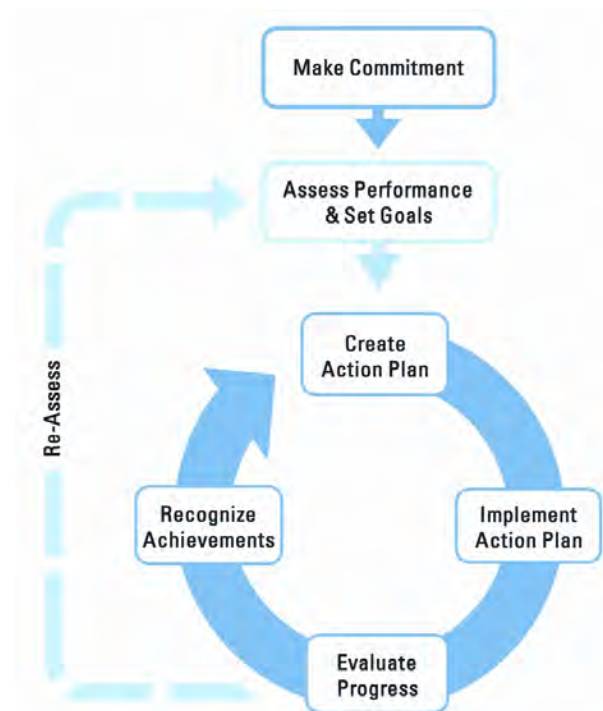 Make Commitment
Assess Performance
& Set Goals
Create
Action Plan
Re-Assess
Recognize
Achievements
Implement
Action Plan
Evaluate
Progress